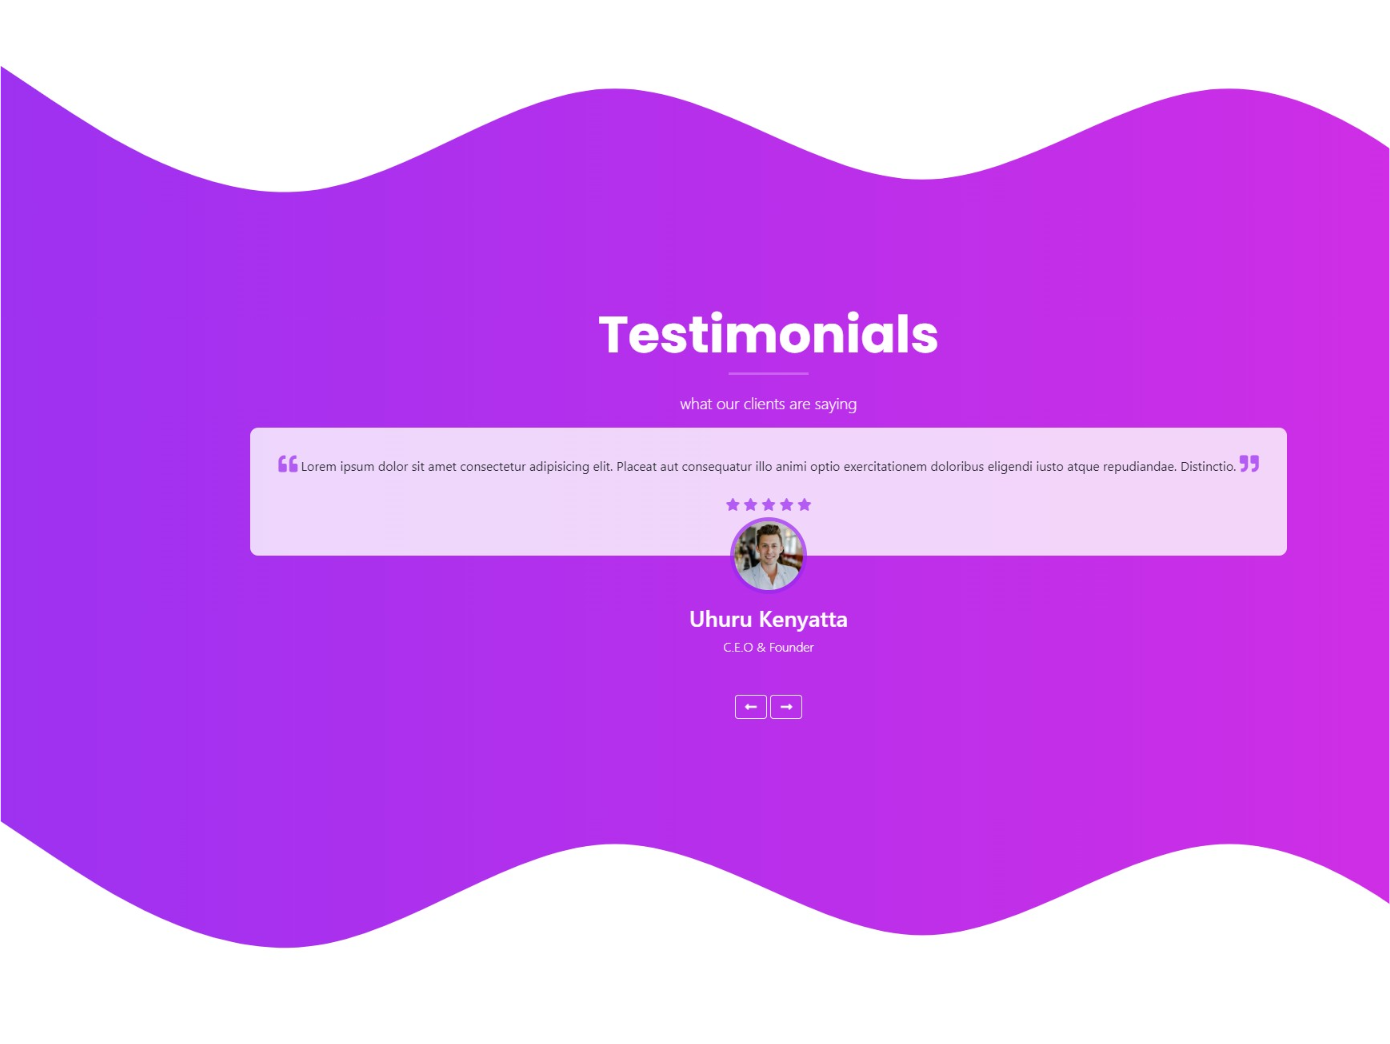 Testimonials
what our clients are saying
Lorem ipsum dolor sit amet consectetur adipisicing elit. Placeat aut consequatur illo animi optio exercitationem doloribus eligendi iusto atque repudiandae. Distinctio.
Uhuru Kenyatta
C.E.O & Founder